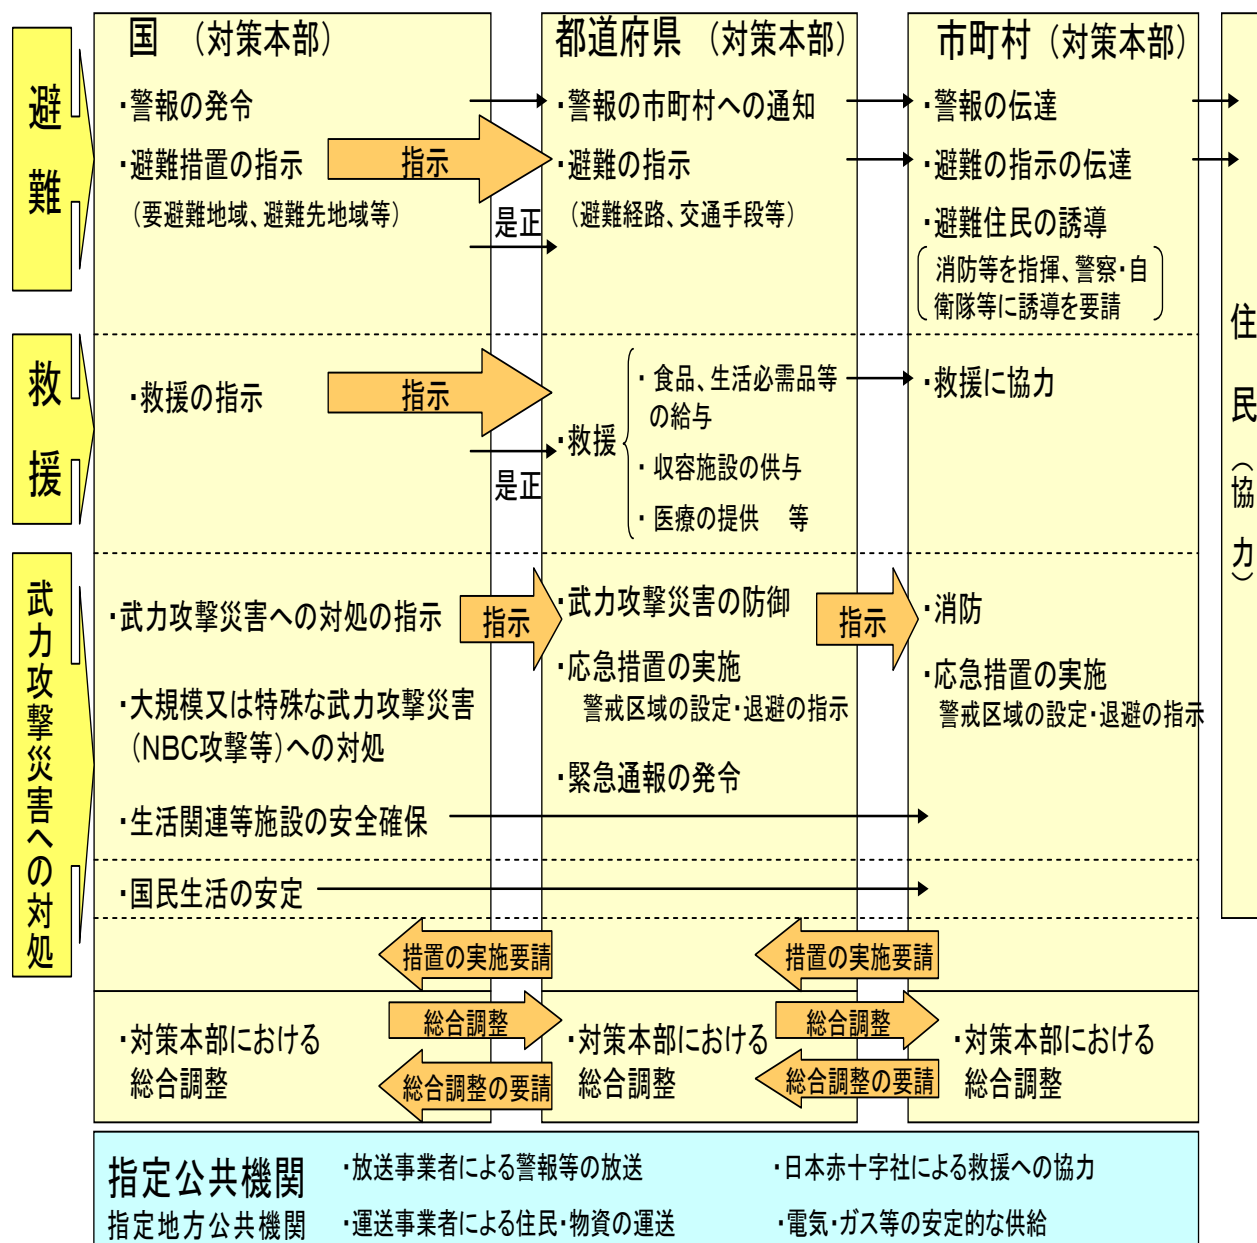 国 (対策本部)
都道府県 (対策本部)
市町村 (対策本部)
避難
・警報の発令
・警報の市町村への通知
・警報の伝達
・避難措置の指示
指示
・避難の指示
・避難の指示の伝達
(要避難地域、避難先地域等)
(避難経路、交通手段等)
是正
・避難住民の誘導
消防等を指揮、警察・自
衛隊等に誘導を要請
住民(協力)
救援
・救援の指示
指示
是正
・救援
・ 食品、生活必需品等
の給与
・ 収容施設の供与
・ 医療の提供 等
・救援に協力
武力攻撃災害への対処
・武力攻撃災害への対処の指示
指示
・武力攻撃災害の防御
指示
・消防
・応急措置の実施
警戒区域の設定・退避の指示
・応急措置の実施
警戒区域の設定・退避の指示
・大規模又は特殊な武力攻撃災害
(NBC攻撃等)への対処
・緊急通報の発令
・生活関連等施設の安全確保
・国民生活の安定
措置の実施要請
措置の実施要請
・対策本部における
総合調整
総合調整
総合調整の要請
・対策本部における
総合調整
総合調整
総合調整の要請
・対策本部における
総合調整
指定公共機関
指定地方公共機関
・放送事業者による警報等の放送
・日本赤十字社による救援への協力
・運送事業者による住民・物資の運送
・電気・ガス等の安定的な供給